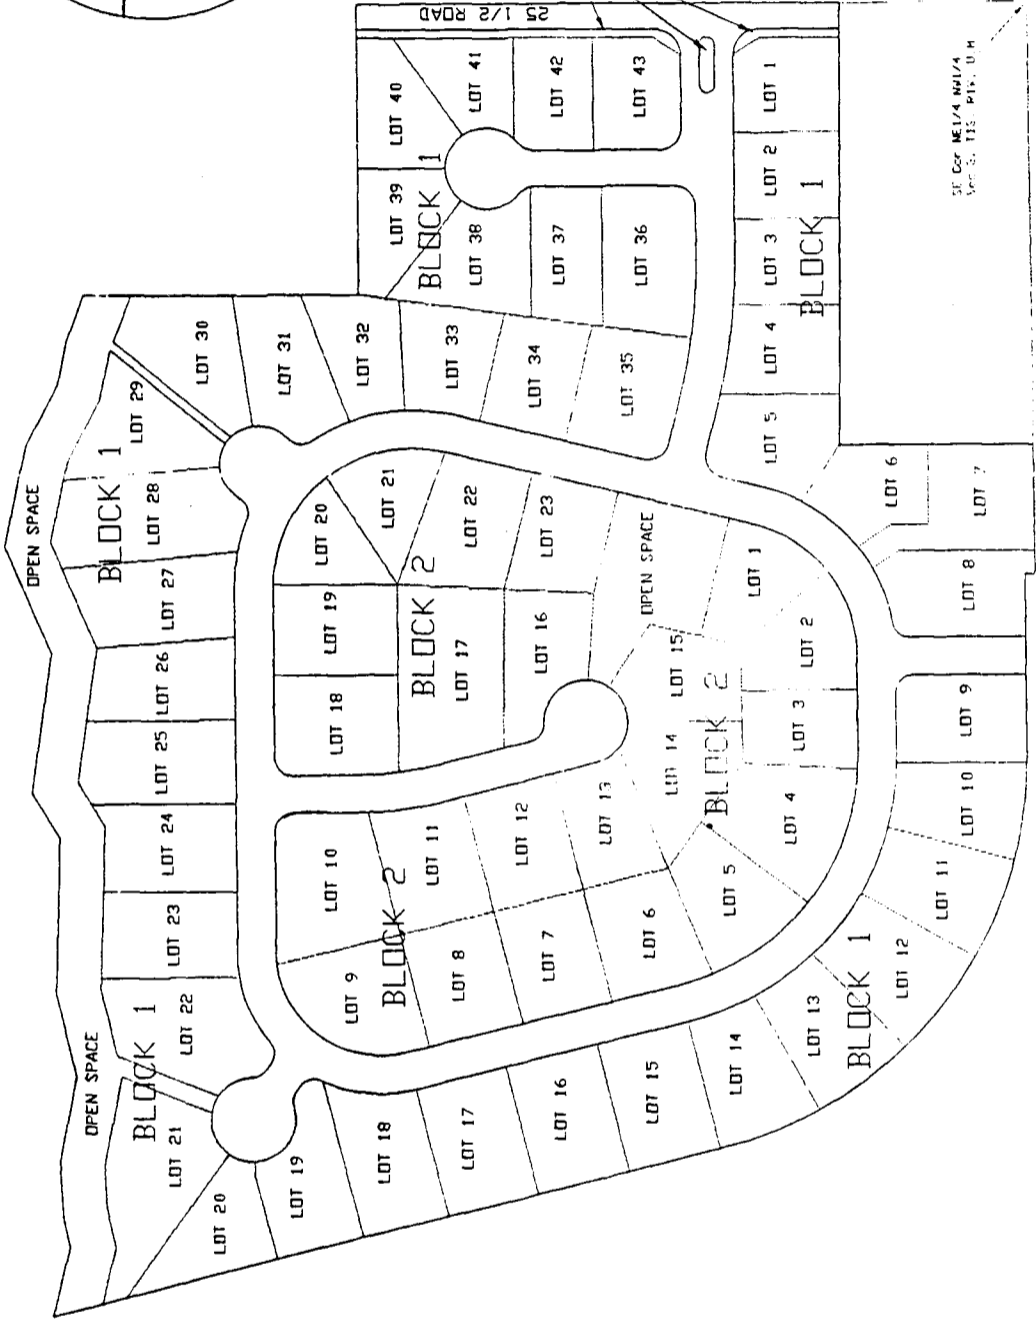 25 1/2 ROAD
LOT 40
LOT 41
LOT 42
LOT 43
LOT 1
LOT 2
LOT 3
LOT 4
LOT 5
BLOCK 1
LOT 39
BLOCK 1
LOT 38
LOT 37
LOT 36
SE Cor NE1/4
OPEN SPACE
LOT 30
LOT 31
LOT 32
LOT 33
LOT 34
LOT 35
LOT 29
BLOCK 1
LOT 28
LOT 27
LOT 26
LOT 25
LOT 24
LOT 23
LOT 22
BLOCK 1
OPEN SPACE
LOT 21
LOT 20
LOT 19
LOT 18
LOT 17
LOT 16
LOT 15
LOT 14
LOT 13
BLOCK 1
LOT 12
LOT 11
LOT 10
LOT 9
LOT 8
LOT 7
LOT 6
LOT 20
LOT 21
LOT 22
LOT 23
OPEN SPACE
LOT 1
LOT 19
BLOCK 2
LOT 18
LOT 17
LOT 16
LOT 15
LOT 2
BLOCK 2
LOT 3
LOT 14
LOT 4
LOT 13
LOT 12
LOT 11
LOT 10
BLOCK 2
LOT 9
LOT 8
LOT 7
LOT 6
LOT 5